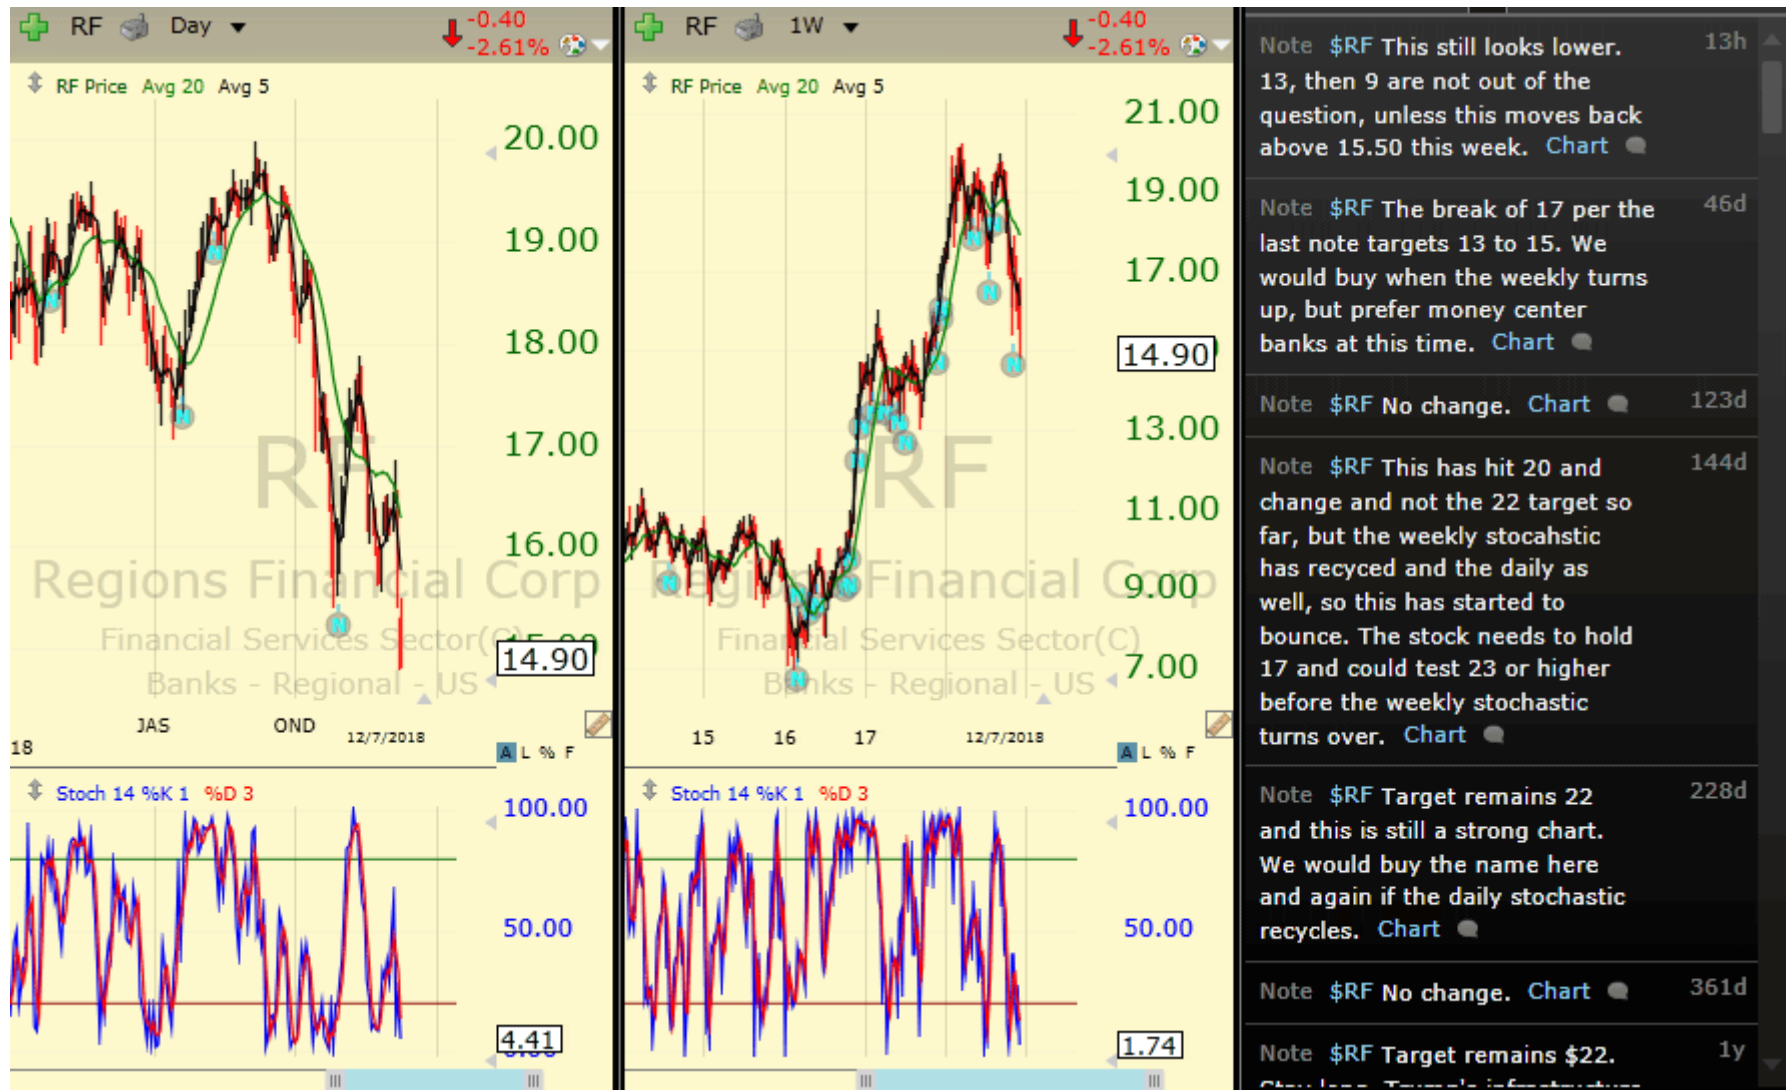 RF Day -0.40
-2.61%
RF Price Avg 20 Avg 5
20.00
19.00
18.00
17.00
16.00
14.90
RF
Regions Financial Corp
Financial Services Sector(C)
Banks - Regional - US
18 JAS OND 12/7/2018
A L % F
Stoch 14 %K 1 %D 3
100.00
50.00
4.41
RF 1W -0.40
-2.61%
RF Price Avg 20 Avg 5
21.00
19.00
17.00
14.90
13.00
11.00
9.00
7.00
RF
Regions Financial Corp
Financial Services Sector(C)
Banks - Regional - US
15 16 17 12/7/2018
A L % F
Stoch 14 %K 1 %D 3
100.00
50.00
1.74
Note $RF This still looks lower. 13h
13, then 9 are not out of the
question, unless this moves back
above 15.50 this week. Chart
Note $RF The break of 17 per the 46d
last note targets 13 to 15. We
would buy when the weekly turns
up, but prefer money center
banks at this time. Chart
Note $RF No change. Chart 123d
Note $RF This has hit 20 and 144d
change and not the 22 target so
far, but the weekly stocahstic
has recyced and the daily as
well, so this has started to
bounce. The stock needs to hold
17 and could test 23 or higher
before the weekly stochastic
turns over. Chart
Note $RF Target remains 22 228d
and this is still a strong chart.
We would buy the name here
and again if the daily stochastic
recycles. Chart
Note $RF No change. Chart 361d
Note $RF Target remains $22. 1y
Stay long. Trump's infrastructure